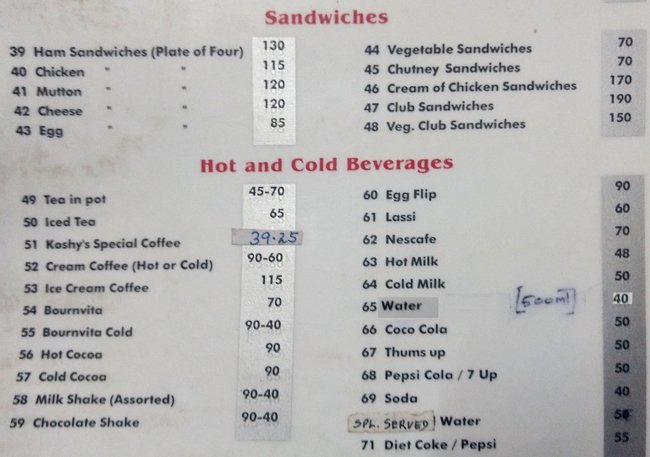 Sandwiches
39 Ham Sandwiches (Plate of Four) 130
40 Chicken " " 115
41 Mutton " " 120
42 Cheese " " 120
43 Egg " " 85
44 Vegetable Sandwiches 70
45 Chutney Sandwiches 70
46 Cream of Chicken Sandwiches 170
47 Club Sandwiches 190
48 Veg. Club Sandwiches 150
Hot and Cold Beverages
49 Tea in pot 45-70
50 Iced Tea 65
51 Koshy's Special Coffee 39.25
52 Cream Coffee (Hot or Cold) 90-60
53 Ice Cream Coffee 115
54 Bournvita 70
55 Bournvita Cold 90-40
56 Hot Cocoa 90
57 Cold Cocoa 90
58 Milk Shake (Assorted) 90-40
59 Chocolate Shake 90-40
60 Egg Flip 90
61 Lassi 60
62 Nescafe 70
63 Hot Milk 48
64 Cold Milk 50
65 Water [500ml] 40
66 Coco Cola 50
67 Thums up 50
68 Pepsi Cola / 7 Up 50
69 Soda 40
SPL. SERVED Water
71 Diet Coke / Pepsi 55